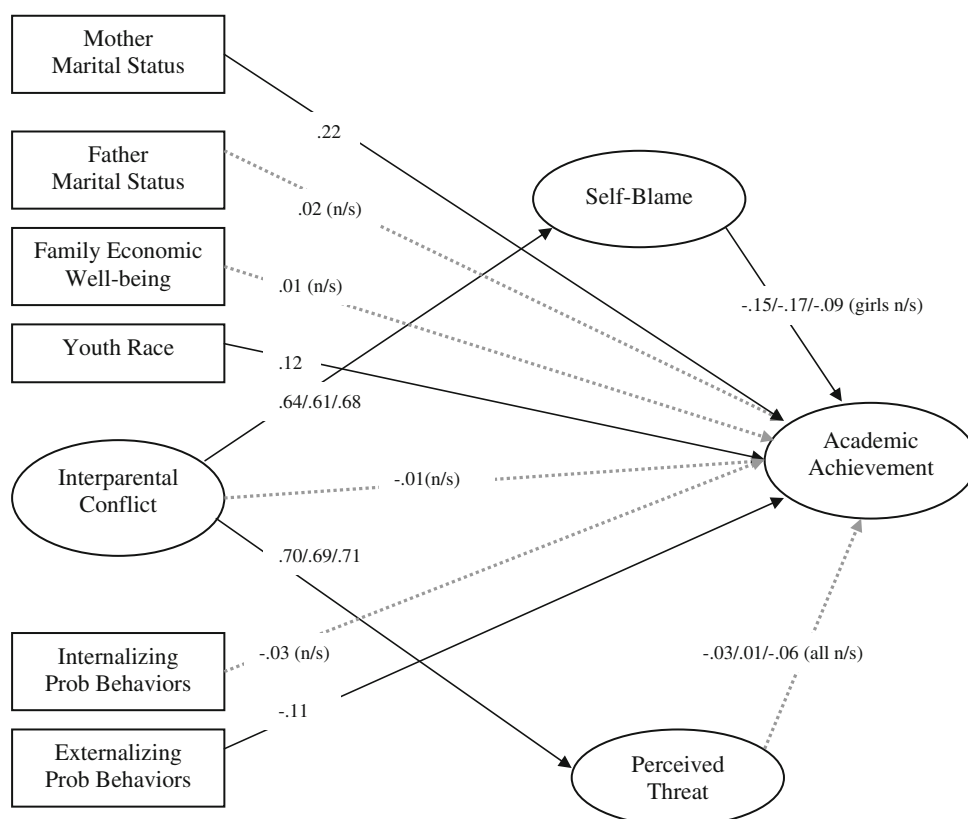 Mother
Marital Status
.22
Father
Marital Status
.02 (n/s)
Self-Blame
Family Economic
Well-being
.01 (n/s)
-.15/-.17/-.09 (girls n/s)
Youth Race
.12
.64/.61/.68
Academic
Achievement
Interparental
Conflict
-.01(n/s)
.70/.69/.71
Internalizing
Prob Behaviors
-.03 (n/s)
-.03/.01/-.06 (all n/s)
-.11
Externalizing
Prob Behaviors
Perceived
Threat